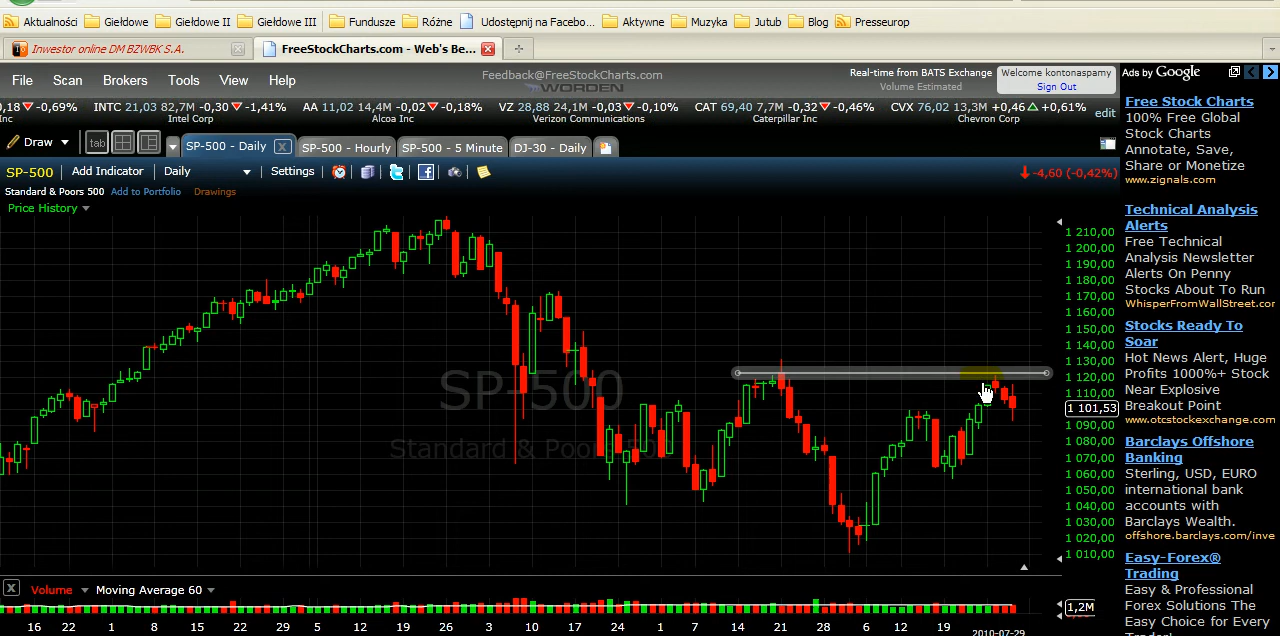 Aktualności Giełdowe Giełdowe II Giełdowe III Fundusze Różne Udostępnij na Facebo... Aktywne Muzyka Jutub Blog Presseurop
Inwestor online DM BZWBK S.A. FreeStockCharts.com - Web's Be...
File Scan Brokers Tools View Help
Feedback@FreeStockCharts.com
WORDEN
Real-time from BATS Exchange
Volume Estimated
Welcome kontonaspamy
Sign Out
0,18 -0,69% INTC 21,03 82,7M -0,30 -1,41% AA 11,02 14,4M -0,02 -0,18% VZ 28,88 24,1M -0,03 -0,10% CAT 69,40 7,7M -0,32 -0,46% CVX 76,02 13,3M +0,46 +0,61%
Inc Intel Corp Alcoa Inc Verizon Communications Caterpillar Inc Chevron Corp edit
Draw tab SP-500 - Daily SP-500 - Hourly SP-500 - 5 Minute DJ-30 - Daily
SP-500 Add Indicator Daily Settings -4,60 (-0,42%)
Standard & Poors 500 Add to Portfolio Drawings
Price History
1 210,00
1 200,00
1 190,00
1 180,00
1 170,00
1 160,00
1 150,00
1 140,00
1 130,00
1 120,00
1 110,00
1 101,53
1 090,00
1 080,00
1 070,00
1 060,00
1 050,00
1 040,00
1 030,00
1 020,00
1 010,00
SP-500
Standard & Poors 500
Volume Moving Average 60
1,2M
16 22 1 8 15 22 29 5 12 19 26 3 10 17 24 1 7 14 21 28 6 12 19
2010-07-29
Ads by Google
Free Stock Charts
100% Free Global
Stock Charts
Annotate, Save,
Share or Monetize
www.zignals.com
Technical Analysis
Alerts
Free Technical
Analysis Newsletter
Alerts On Penny
Stocks About To Run
WhisperFromWallStreet.cor
Stocks Ready To
Soar
Hot News Alert, Huge
Profits 1000%+ Stock
Near Explosive
Breakout Point
www.otcstockexchange.com
Barclays Offshore
Banking
Sterling, USD, EURO
international bank
accounts with
Barclays Wealth.
offshore.barclays.com/inve
Easy-Forex®
Trading
Easy & Professional
Forex Solutions The
Easy Choice for Every
Trader!